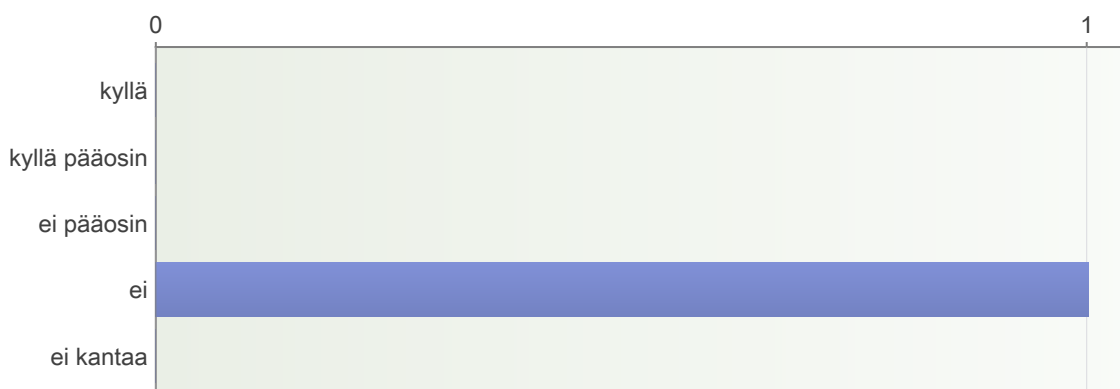 0 1
kyllä
kyllä pääosin
ei pääosin
ei
ei kantaa